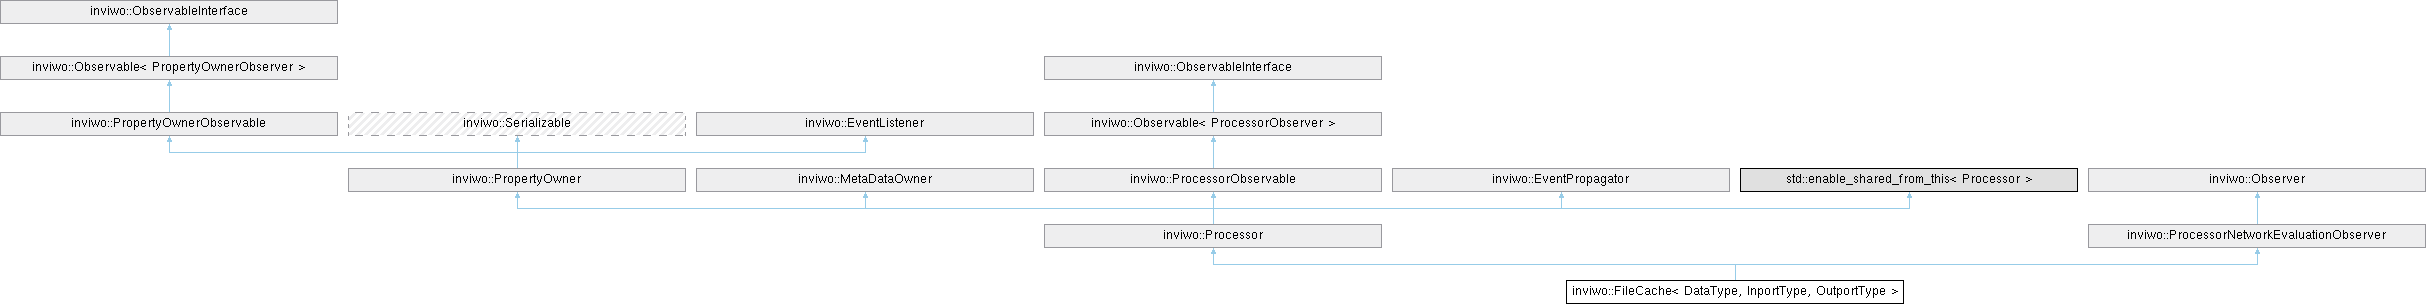 inviwo::ObservableInterface
inviwo::Observable< PropertyOwnerObserver >
inviwo::ObservableInterface
inviwo::PropertyOwnerObservable
inviwo::Serializable
inviwo::EventListener
inviwo::Observable< ProcessorObserver >
inviwo::PropertyOwner
inviwo::MetaDataOwner
inviwo::ProcessorObservable
inviwo::EventPropagator
std::enable_shared_from_this< Processor >
inviwo::Observer
inviwo::Processor
inviwo::ProcessorNetworkEvaluationObserver
inviwo::FileCache< DataType, InportType, OutportType >